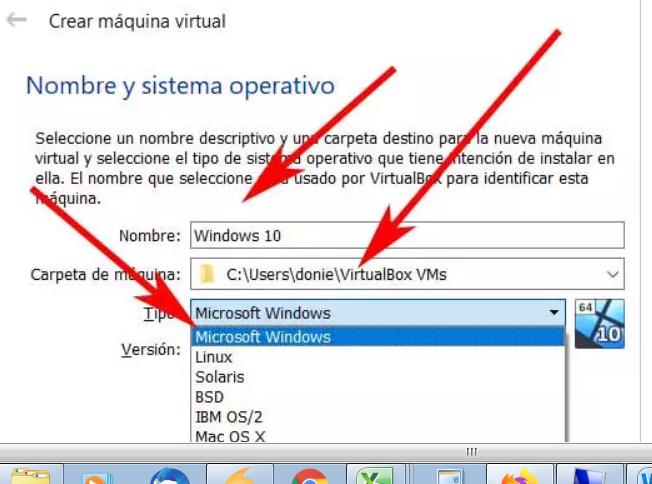 Crear máquina virtual
Nombre y sistema operativo
Seleccione un nombre descriptivo y una carpeta destino para la nueva máquina
virtual y seleccione el tipo de sistema operativo que tiene intención de instalar en
ella. El nombre que seleccione será usado por VirtualBox para identificar esta
máquina.
Nombre: Windows 10
Carpeta de máquina: C:\Users\donie\VirtualBox VMs
Tipo: Microsoft Windows
64
10
Microsoft Windows
Versión:
Linux
Solaris
BSD
IBM OS/2
Mac OS X